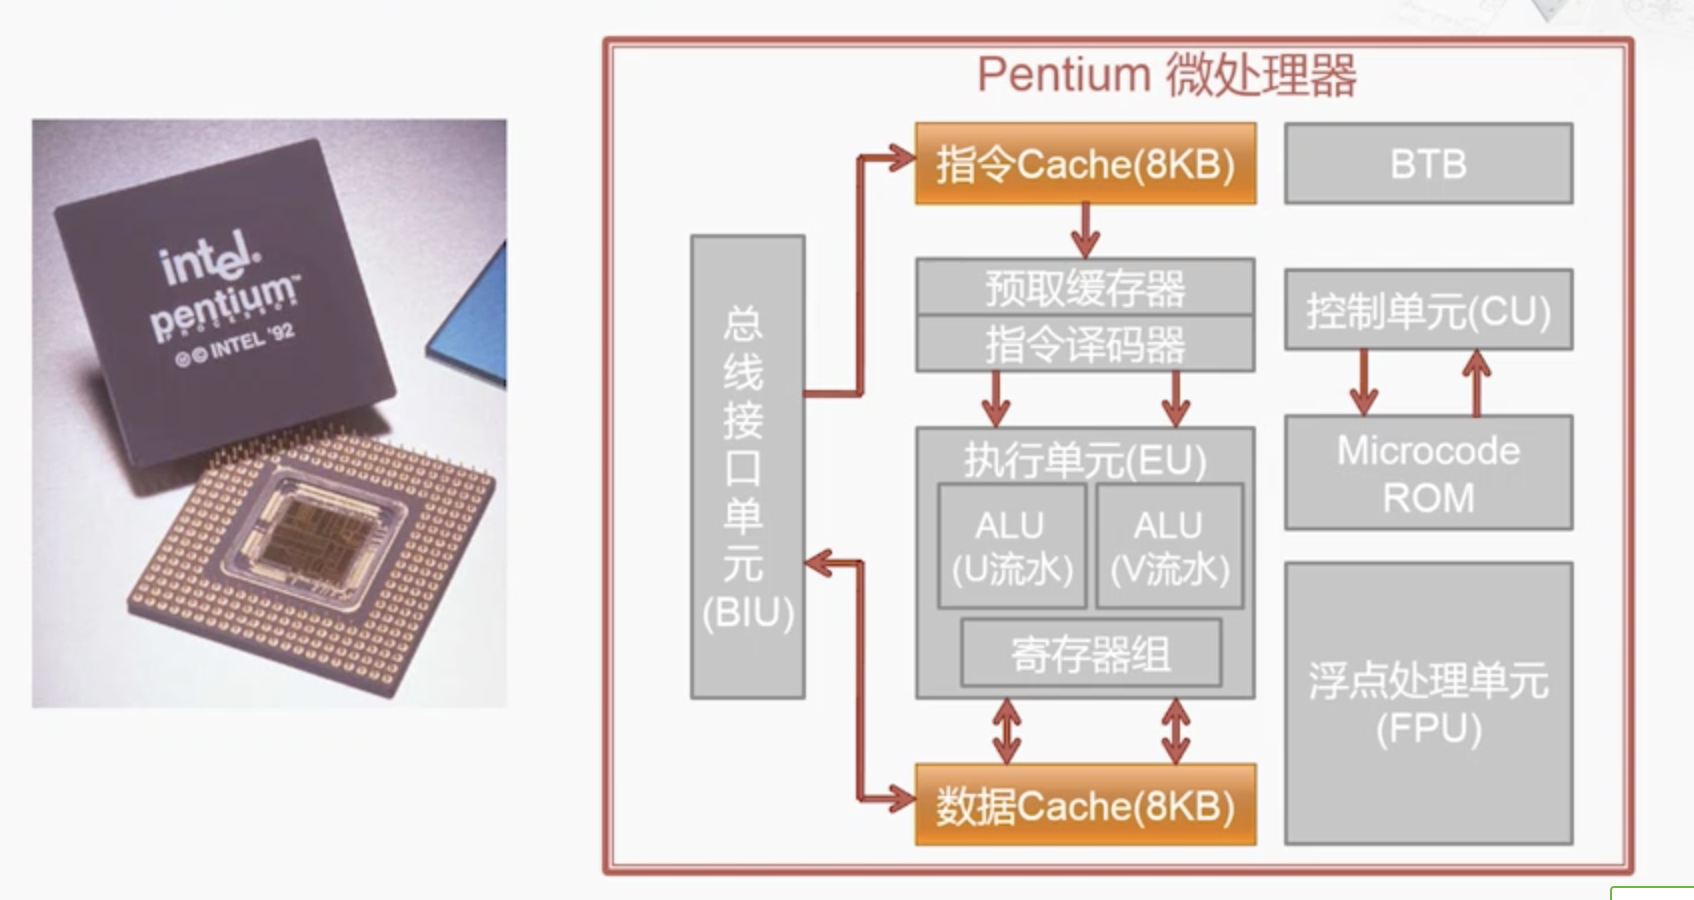 intel.
pentium™
PROCESSOR
ⓂⒸ INTEL '92
Pentium 微处理器
指令Cache(8KB)
BTB
总
线
接
口
单
元
(BIU)
预取缓存器
指令译码器
控制单元(CU)
执行单元(EU)
ALU
(U流水)
ALU
(V流水)
寄存器组
Microcode
ROM
浮点处理单元
(FPU)
数据Cache(8KB)